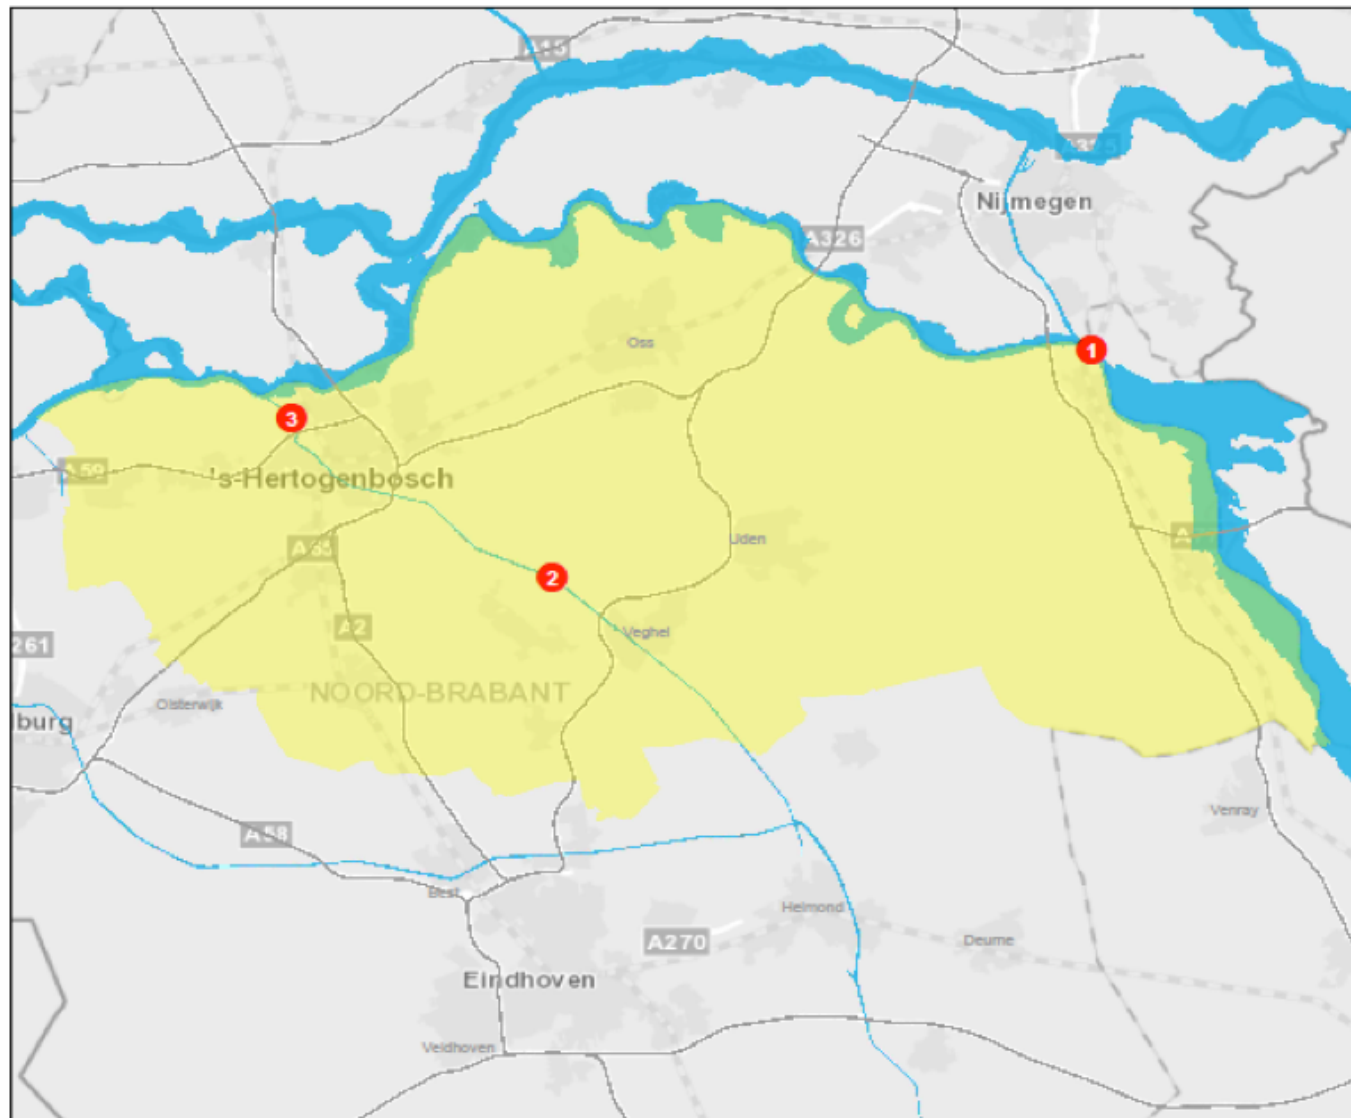 A15
A325
Nijmegen
A326
1
Oss
3
A59
's-Hertogenbosch
A65
Uden
2
A2
Veghel
261
NOORD-BRABANT
Oisterwijk
lburg
Venray
A58
Best
Helmond
A270
Deurne
Eindhoven
Veldhoven